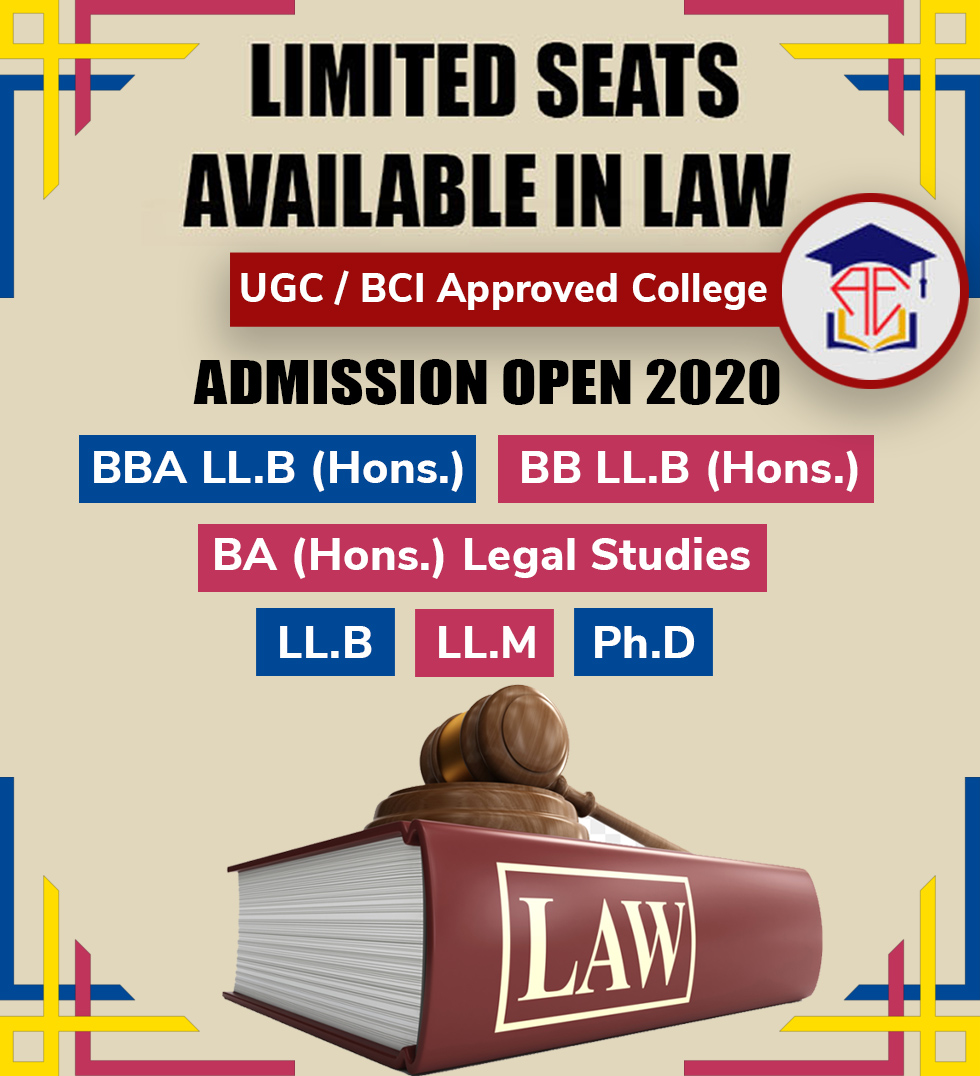 LIMITED SEATS
AVAILABLE IN LAW
UGC / BCI Approved College
ADMISSION OPEN 2020
BBA LL.B (Hons.) BB LL.B (Hons.)
BA (Hons.) Legal Studies
LL.B LL.M Ph.D
LAW